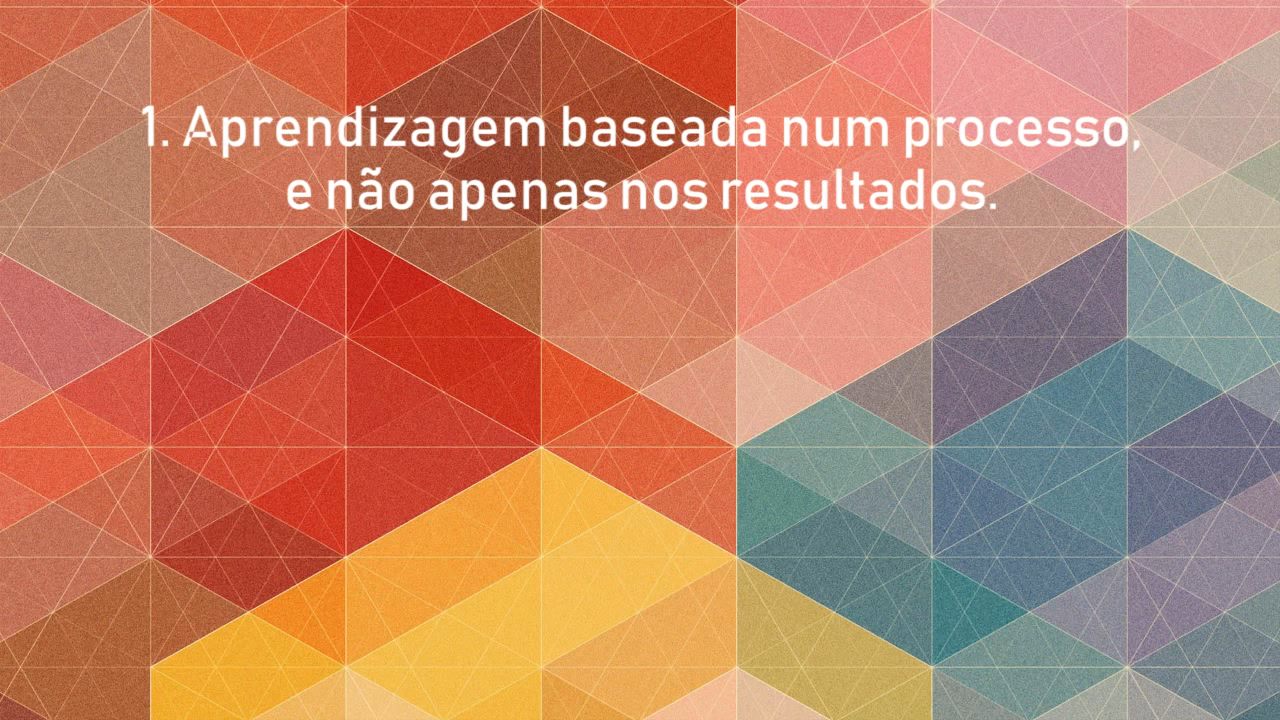 1. Aprendizagem baseada num processo,
e não apenas nos resultados.